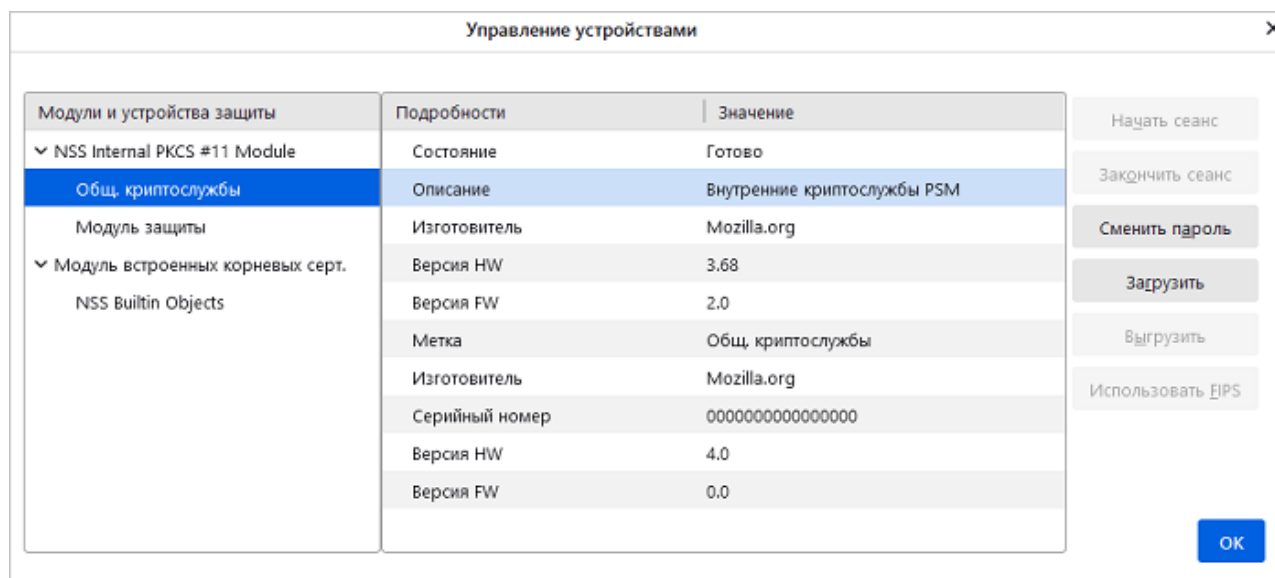 Управление устройствами
Модули и устройства защиты
NSS Internal PKCS #11 Module
Общ. криптослужбы
Модуль защиты
Модуль встроенных корневых серт.
NSS Builtin Objects
Подробности Значение
Состояние Готово
Описание Внутренние криптослужбы PSM
Изготовитель Mozilla.org
Версия HW 3.68
Версия FW 2.0
Метка Общ. криптослужбы
Изготовитель Mozilla.org
Серийный номер 0000000000000000
Версия HW 4.0
Версия FW 0.0
Начать сеанс
Закончить сеанс
Сменить пароль
Загрузить
Выгрузить
Использовать FIPS
ОК